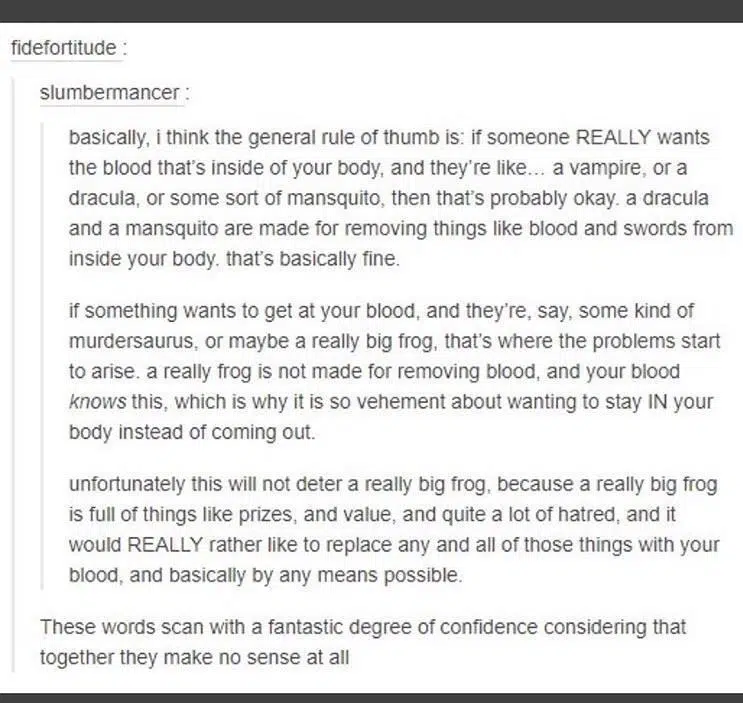 fidefortitude :
slumbermancer :
basically, i think the general rule of thumb is: if someone REALLY wants
the blood that's inside of your body, and they're like... a vampire, or a
dracula, or some sort of mansquito, then that's probably okay. a dracula
and a mansquito are made for removing things like blood and swords from
inside your body. that's basically fine.
if something wants to get at your blood, and they're, say, some kind of
murdersaurus, or maybe a really big frog, that's where the problems start
to arise. a really frog is not made for removing blood, and your blood
knows this, which is why it is so vehement about wanting to stay IN your
body instead of coming out.
unfortunately this will not deter a really big frog, because a really big frog
is full of things like prizes, and value, and quite a lot of hatred, and it
would REALLY rather like to replace any and all of those things with your
blood, and basically by any means possible.
These words scan with a fantastic degree of confidence considering that
together they make no sense at all